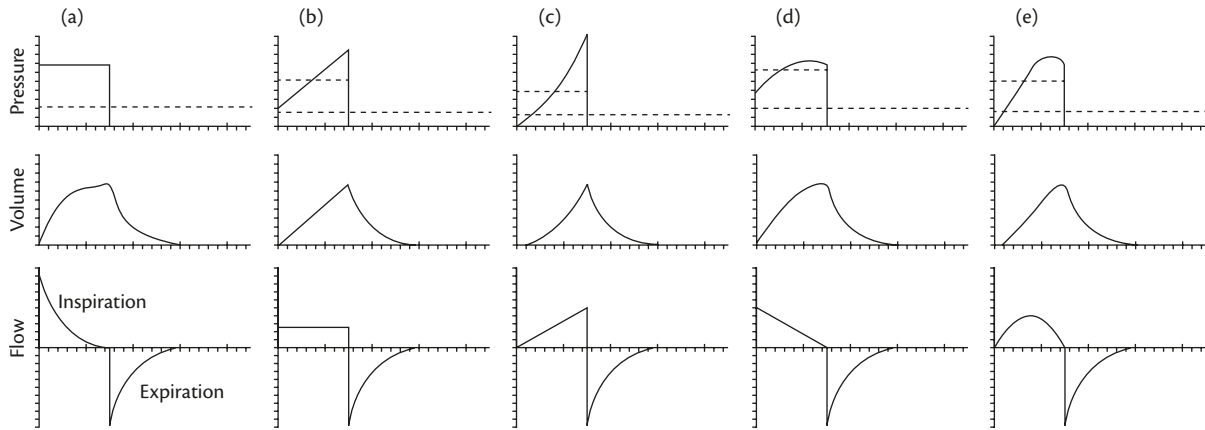 (a) (b) (c) (d) (e)
Pressure
Volume
Flow
Inspiration
Expiration